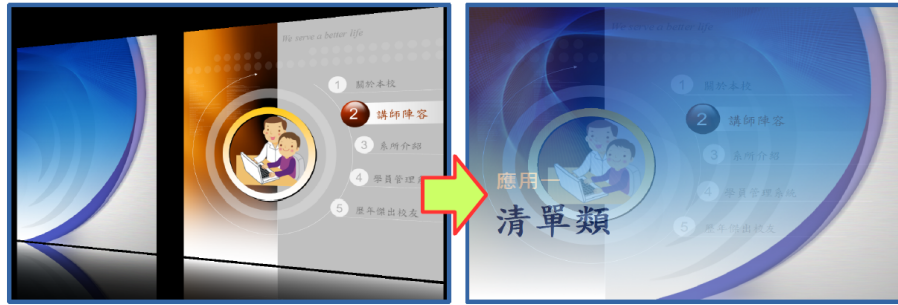 We serve a better life
1 關於本校
2 講師陣容
3 系所介紹
4 學員管理系
5 歷年傑出校友
We serve a better life
1 關於本校
2 講師陣容
3 系所介紹
4 學員管理系統
5 歷年傑出校友
應用一
清單類